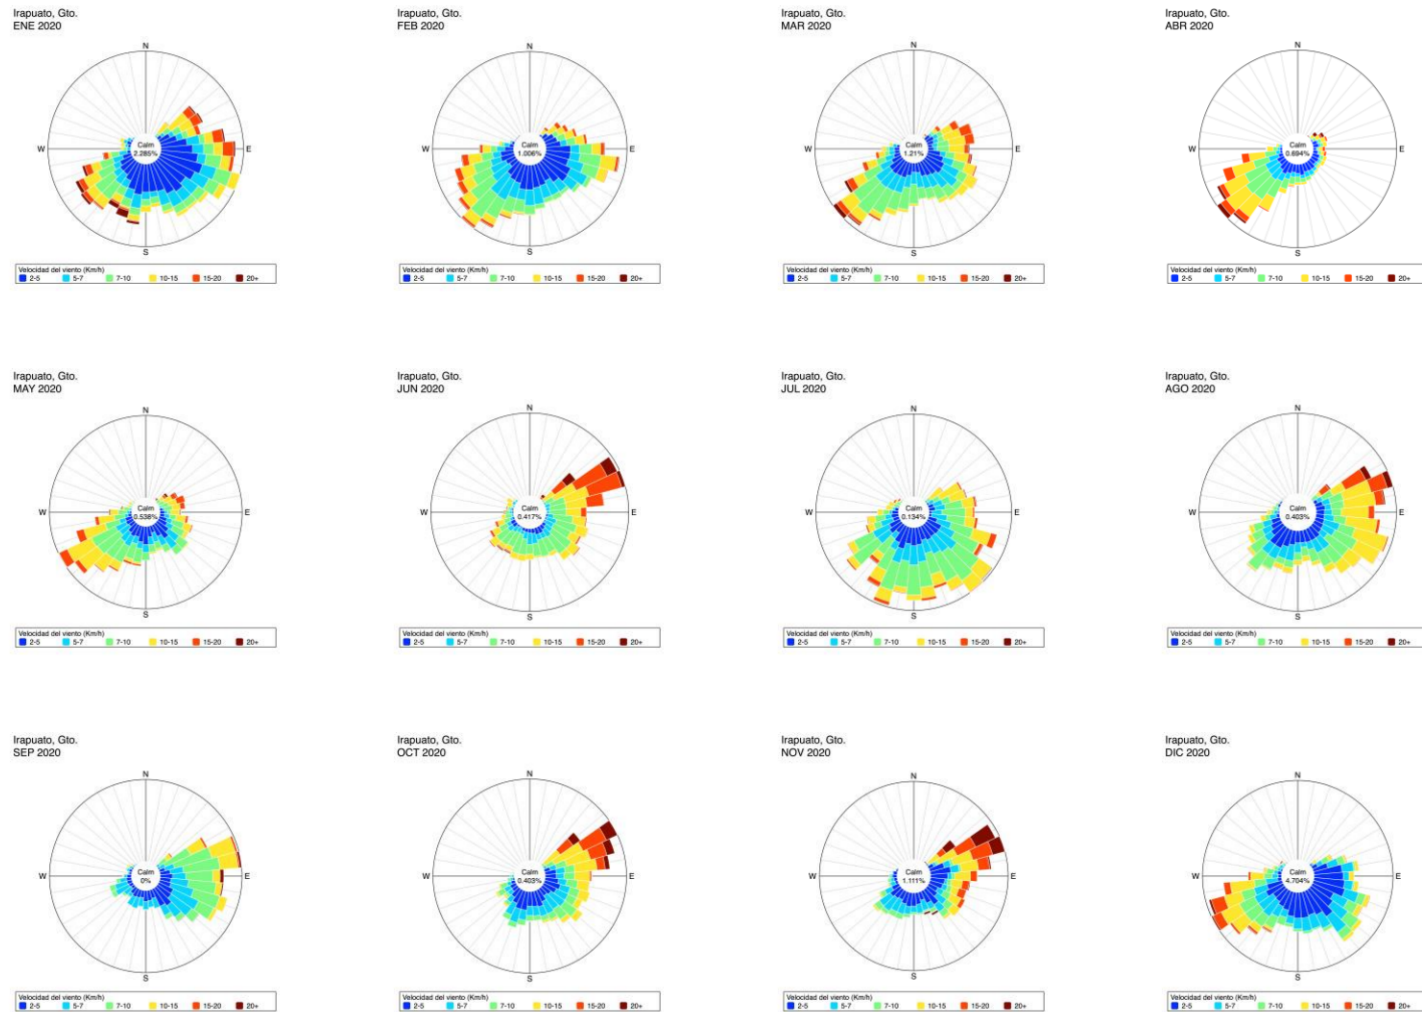 Irapuato, Gto.
ENE 2020
N
W
Calm
2.285%
E
S
Velocidad del viento (Km/h)
2-5 5-7 7-10 10-15 15-20 20+
Irapuato, Gto.
FEB 2020
N
W
Calm
1.006%
E
S
Velocidad del viento (Km/h)
2-5 5-7 7-10 10-15 15-20 20+
Irapuato, Gto.
MAR 2020
N
W
Calm
1.21%
E
S
Velocidad del viento (Km/h)
2-5 5-7 7-10 10-15 15-20 20+
Irapuato, Gto.
ABR 2020
N
W
Calm
0.694%
E
S
Velocidad del viento (Km/h)
2-5 5-7 7-10 10-15 15-20 20+
Irapuato, Gto.
MAY 2020
N
W
Calm
0.538%
E
S
Velocidad del viento (Km/h)
2-5 5-7 7-10 10-15 15-20 20+
Irapuato, Gto.
JUN 2020
N
W
Calm
0.417%
E
S
Velocidad del viento (Km/h)
2-5 5-7 7-10 10-15 15-20 20+
Irapuato, Gto.
JUL 2020
N
W
Calm
0.134%
E
S
Velocidad del viento (Km/h)
2-5 5-7 7-10 10-15 15-20 20+
Irapuato, Gto.
AGO 2020
N
W
Calm
0.403%
E
S
Velocidad del viento (Km/h)
2-5 5-7 7-10 10-15 15-20 20+
Irapuato, Gto.
SEP 2020
N
W
Calm
0%
E
S
Velocidad del viento (Km/h)
2-5 5-7 7-10 10-15 15-20 20+
Irapuato, Gto.
OCT 2020
N
W
Calm
0.403%
E
S
Velocidad del viento (Km/h)
2-5 5-7 7-10 10-15 15-20 20+
Irapuato, Gto.
NOV 2020
N
W
Calm
1.111%
E
S
Velocidad del viento (Km/h)
2-5 5-7 7-10 10-15 15-20 20+
Irapuato, Gto.
DIC 2020
N
W
Calm
4.704%
E
S
Velocidad del viento (Km/h)
2-5 5-7 7-10 10-15 15-20 20+